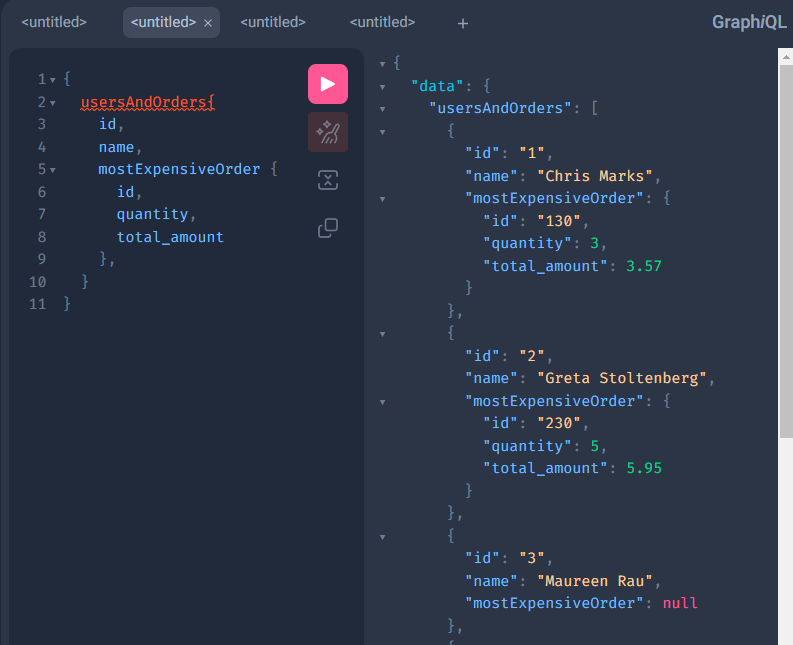 <untitled> <untitled> × <untitled> <untitled> + GraphiQL
1 {
2 usersAndOrders{
3 id,
4 name,
5 mostExpensiveOrder {
6 id,
7 quantity,
8 total_amount
9 },
10 }
11 }
{
"data": {
"usersAndOrders": [
{
"id": "1",
"name": "Chris Marks",
"mostExpensiveOrder": {
"id": "130",
"quantity": 3,
"total_amount": 3.57
}
},
{
"id": "2",
"name": "Greta Stoltenberg",
"mostExpensiveOrder": {
"id": "230",
"quantity": 5,
"total_amount": 5.95
}
},
{
"id": "3",
"name": "Maureen Rau",
"mostExpensiveOrder": null
},
{